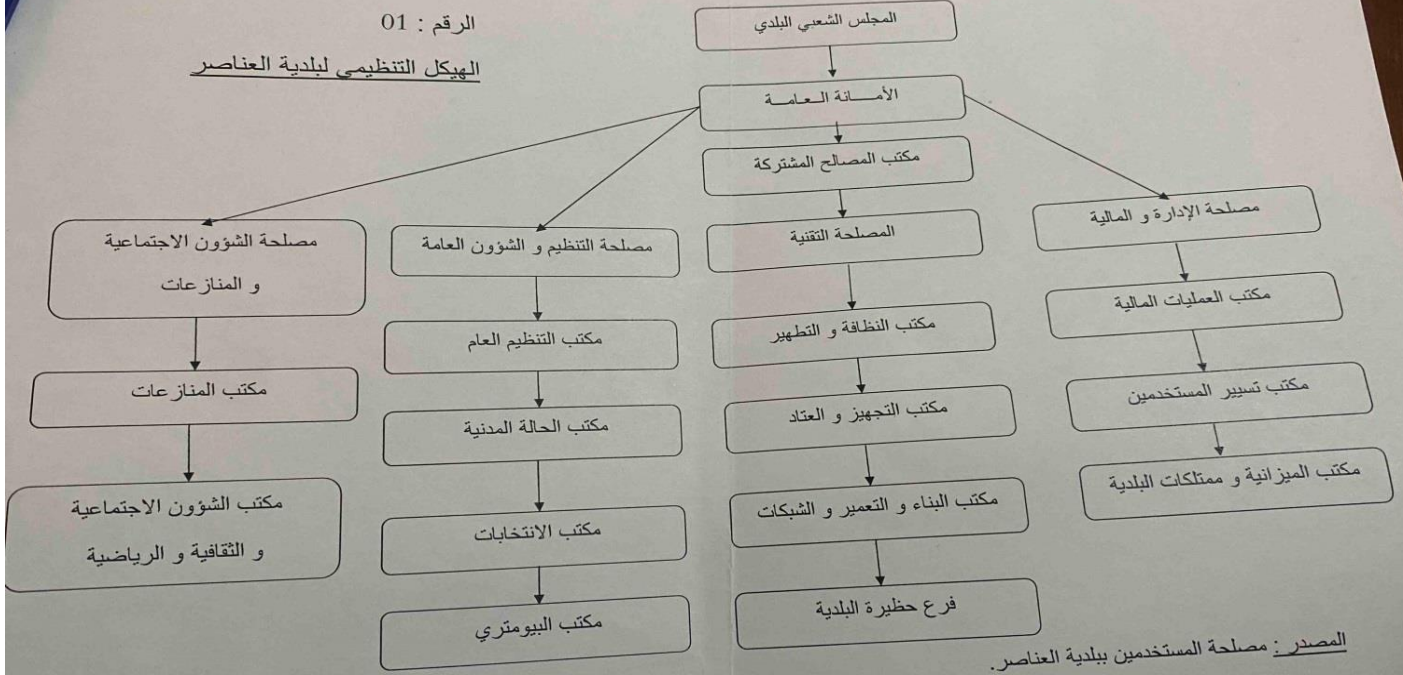 الرقم : 01
الهيكل التنظيمي لبلدية العناصر
المجلس الشعبي البلدي
الأمـــانة العـامـة
مكتب المصالح المشتركة
مصلحة الإدارة و المالية
مكتب العمليات المالية
مكتب تسيير المستخدمين
مكتب الميزانية و ممتلكات البلدية
المصلحة التقنية
مكتب النظافة و التطهير
مكتب التجهيز و العتاد
مكتب البناء و التعمير و الشبكات
فرع حظيرة البلدية
مصلحة التنظيم و الشؤون العامة
مكتب التنظيم العام
مكتب الحالة المدنية
مكتب الانتخابات
مكتب البيومتري
مصلحة الشؤون الاجتماعية
و المنازعات
مكتب المنازعات
مكتب الشؤون الاجتماعية
و الثقافية و الرياضية
المصدر : مصلحة المستخدمين ببلدية العناصر.